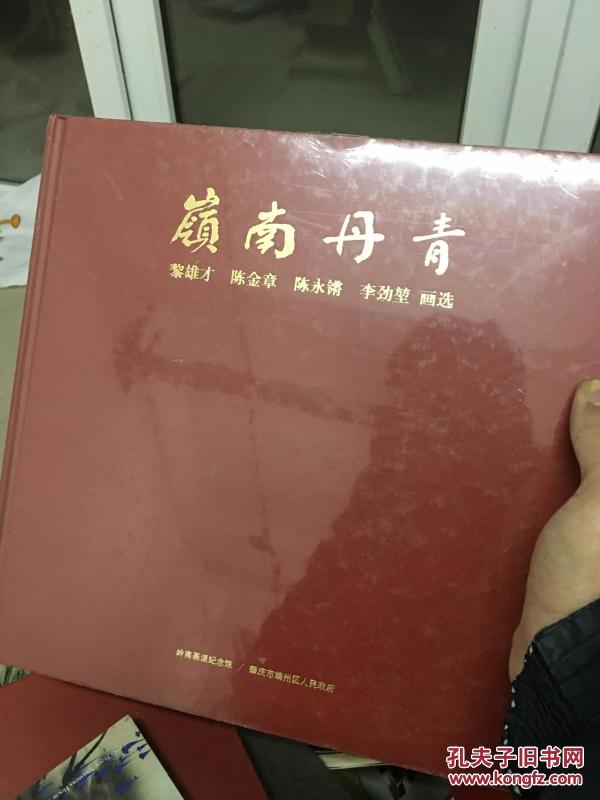 嶺南丹青
黎雄才 陈金章 陈永锵 李劲堃 画选
岭南画派纪念馆 / 肇庆市端州区人民政府
孔夫子旧书网
www.kongfz.com